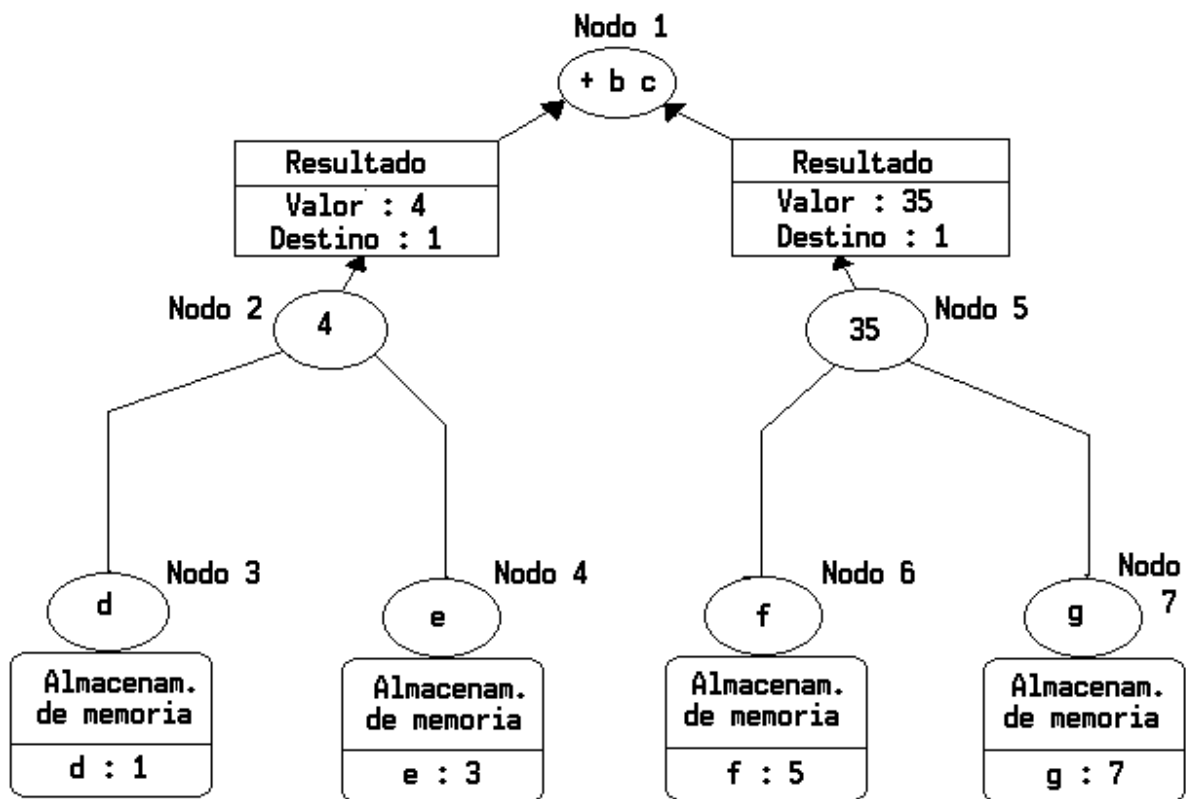 Nodo 1
+ b c
Resultado
Valor : 4
Destino : 1
Resultado
Valor : 35
Destino : 1
Nodo 2
4
35
Nodo 5
d
Nodo 3
e
Nodo 4
f
Nodo 6
g
Nodo
7
Almacenam.
de memoria
d : 1
Almacenam.
de memoria
e : 3
Almacenam.
de memoria
f : 5
Almacenam.
de memoria
g : 7